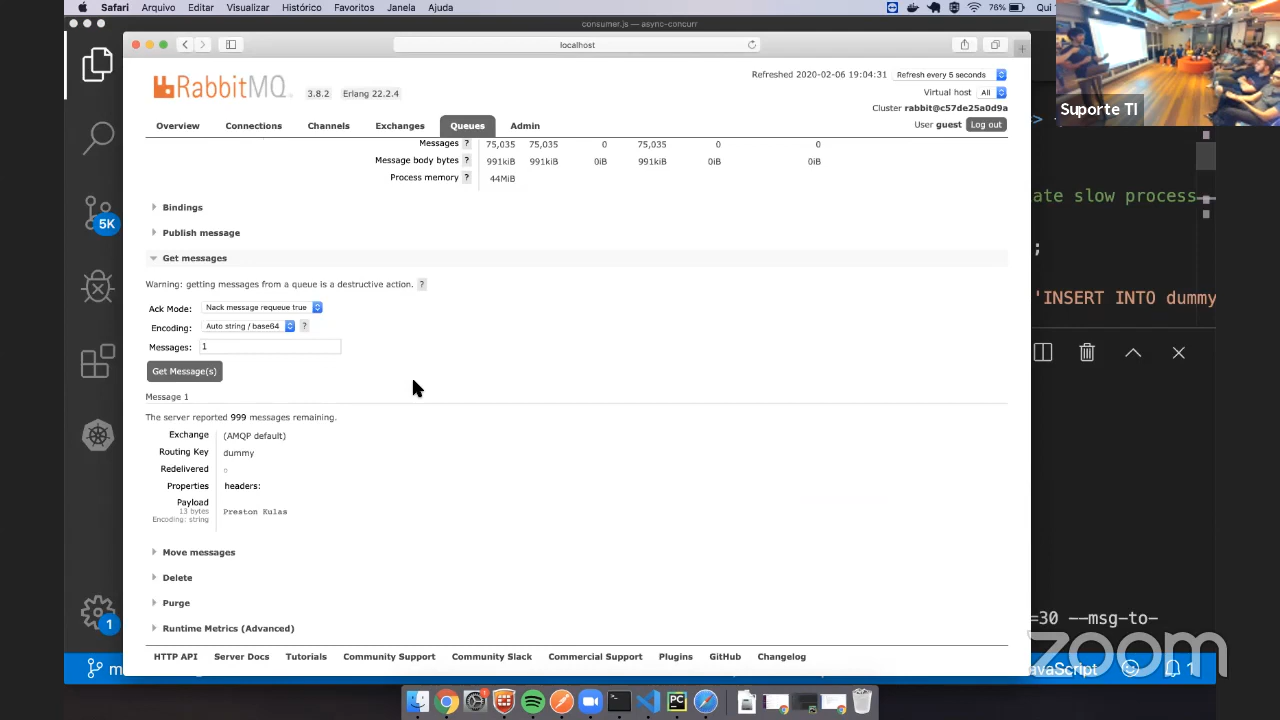 Safari Arquivo Editar Visualizar Histórico Favoritos Janela Ajuda 76% Qui
consumer.js — async-concurr
localhost
RabbitMQ 3.8.2 Erlang 22.2.4
Refreshed 2020-02-06 19:04:31 Refresh every 5 seconds
Virtual host All
Cluster rabbit@c57de25a0d9a
User guest Log out
Suporte TI
Overview Connections Channels Exchanges Queues Admin
Messages ? 75,035 75,035 0 75,035 0 0
Message body bytes ? 991kiB 991kiB 0iB 991kiB 0iB 0iB
Process memory ? 44MiB
ate slow process
Bindings
5K
Publish message
;
Get messages
Warning: getting messages from a queue is a destructive action. ?
'INSERT INTO dummy
Ack Mode: Nack message requeue true
Encoding: Auto string / base64 ?
Messages: 1
Get Message(s)
Message 1
The server reported 999 messages remaining.
Exchange (AMQP default)
Routing Key dummy
Redelivered ○
Properties headers:
Payload
13 bytes
Encoding: string
Preston Kulas
Move messages
Delete
Purge
=30 --msg-to-
1
Runtime Metrics (Advanced)
HTTP API Server Docs Tutorials Community Support Community Slack Commercial Support Plugins GitHub Changelog
zoom
JavaScript 1
PC